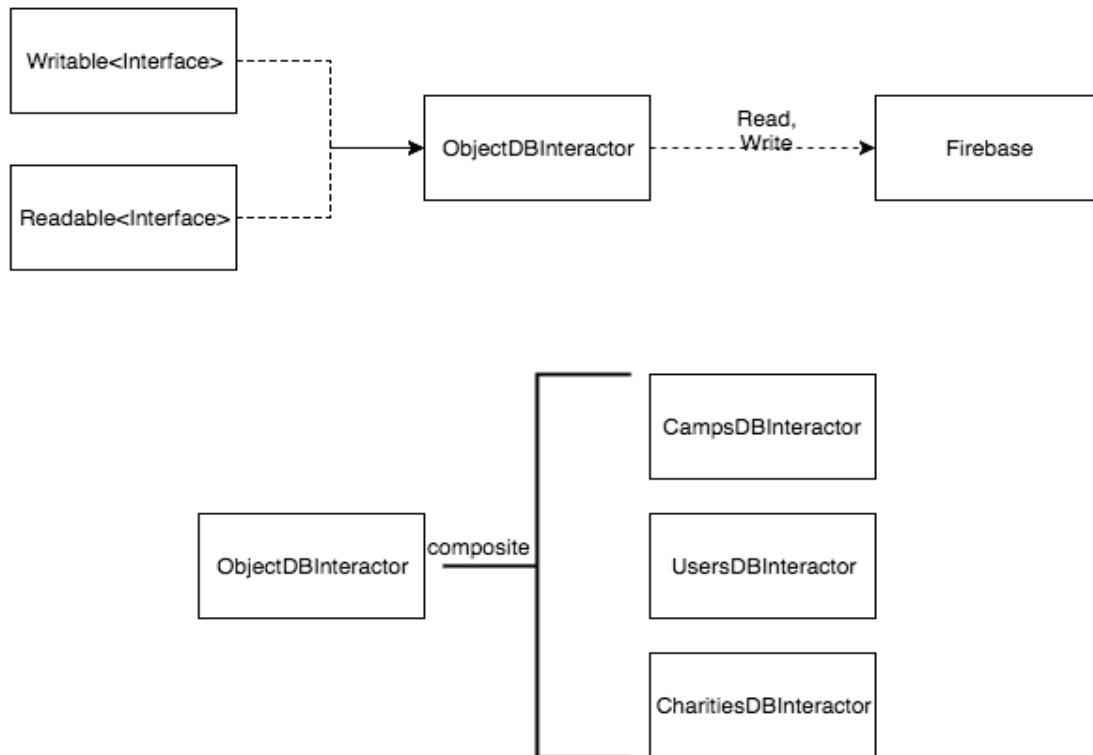 Writable<Interface>
Readable<Interface>
ObjectDBInteractor
Read,
Write
Firebase
ObjectDBInteractor
composite
CampsDBInteractor
UsersDBInteractor
CharitiesDBInteractor